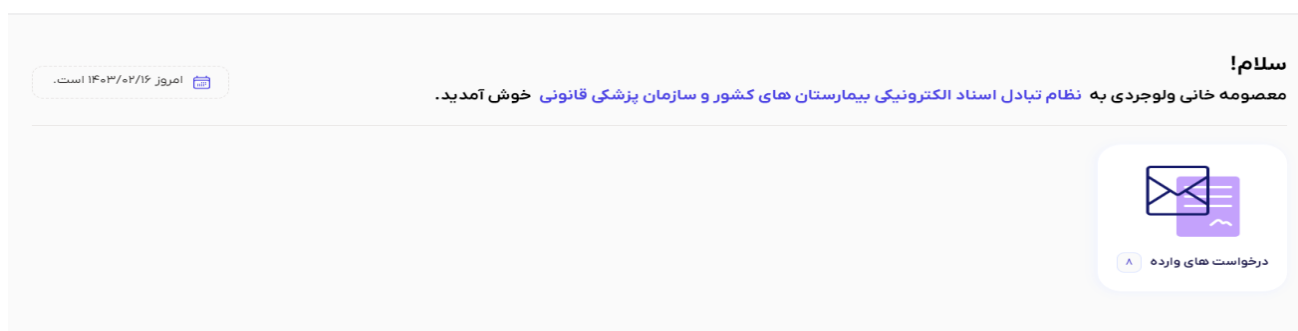 سلام!
معصومه خانی ولوجردی به نظام تبادل اسناد الکترونیکی بیمارستان های کشور و سازمان پزشکی قانونی خوش آمدید.
امروز ۱۴۰۳/۰۲/۱۶ است.
درخواست های وارده ۸